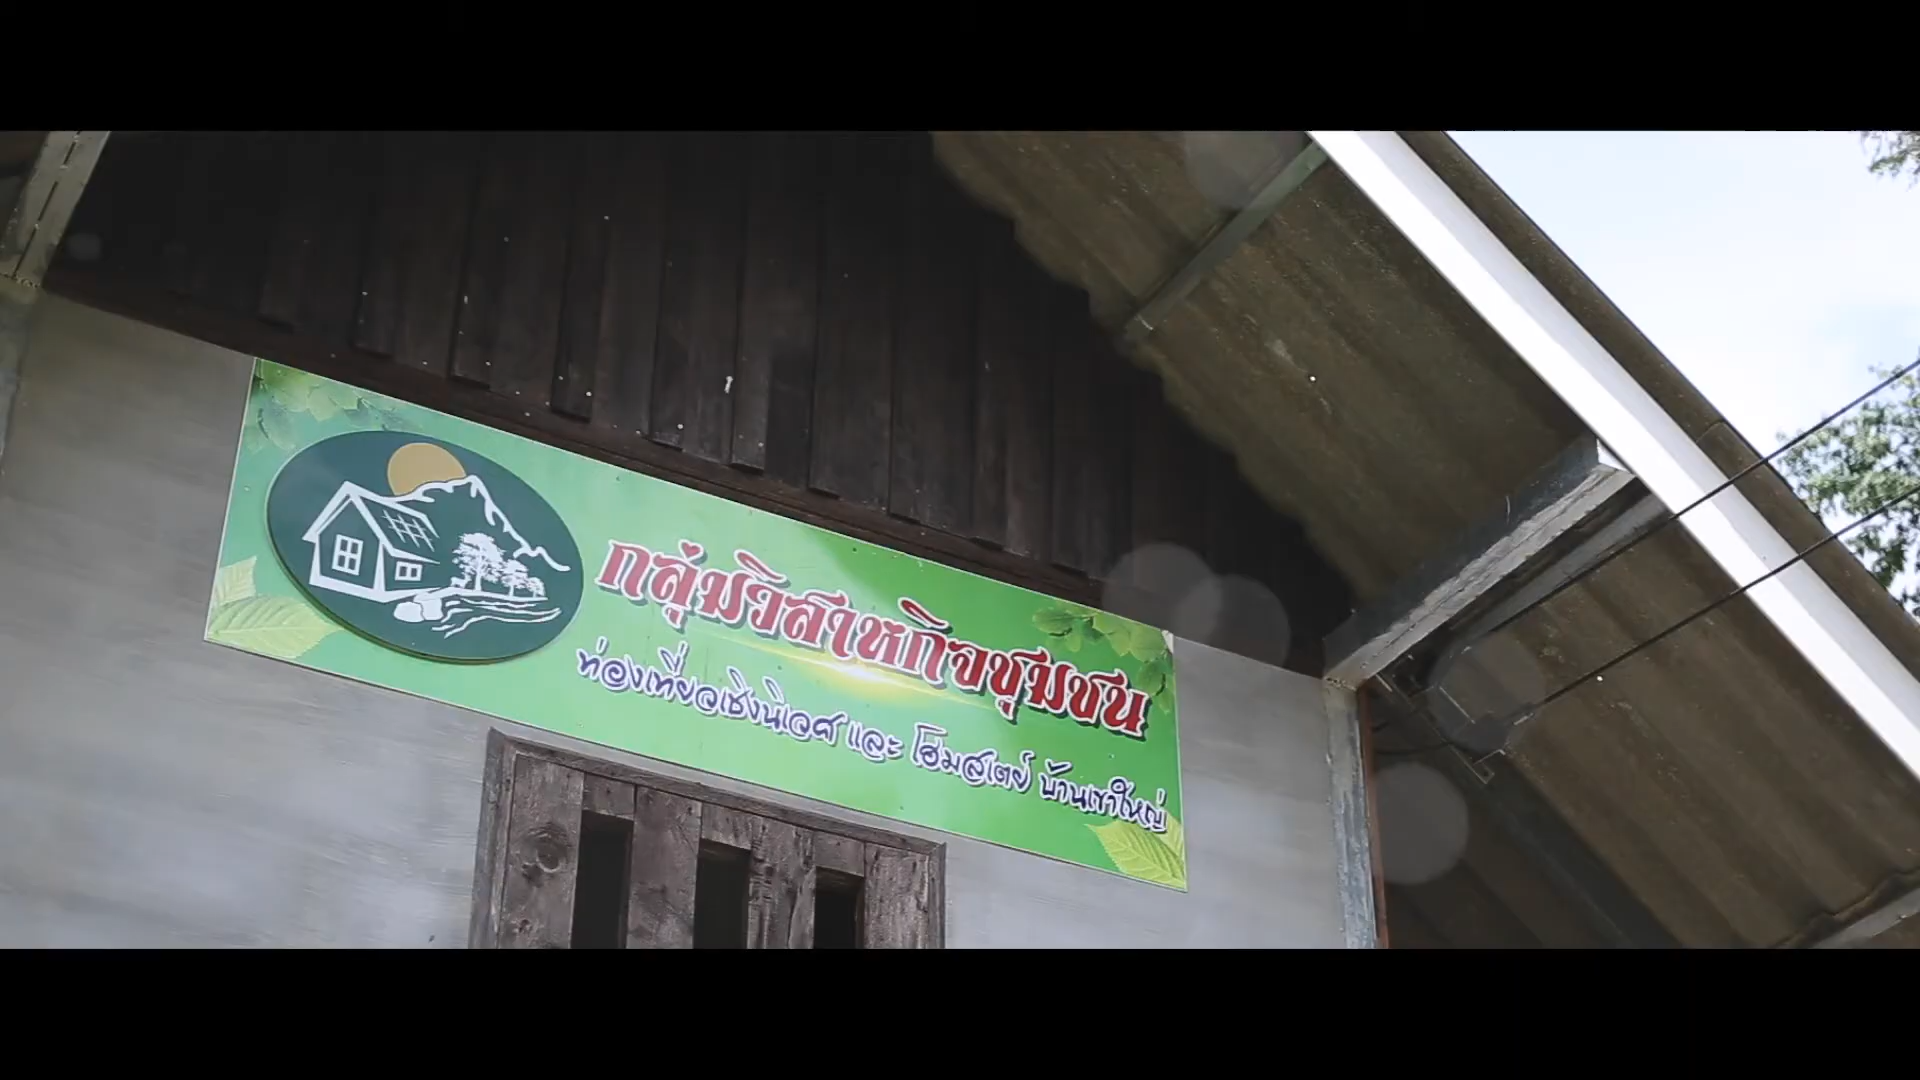 กลุ่มวิสาหกิจชุมชน
ท่องเที่ยวเชิงนิเวศ และ โฮมสเตย์ บ้านเขาใหญ่